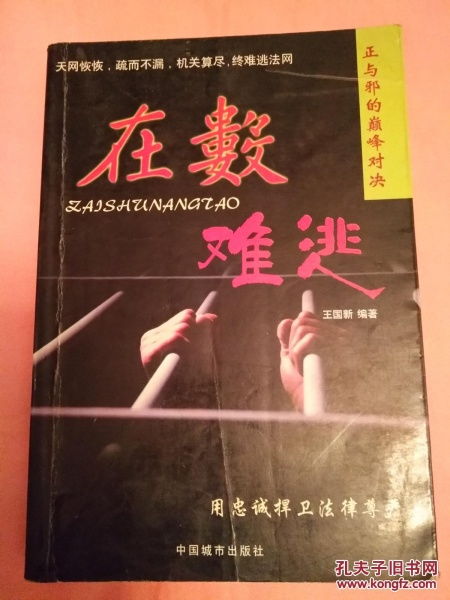 天网恢恢，疏而不漏，机关算尽，终难逃法网
正与邪的巅峰对决
在數
ZAISHUNANGTAO
难逃
王国新 编著
用忠诚捍卫法律尊
中国城市出版社
孔夫子旧书网
www.kongfz.com